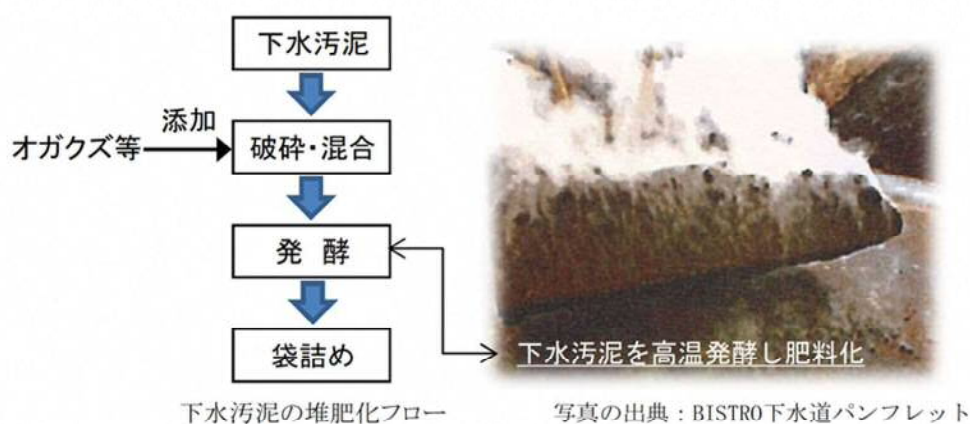 下水汚泥
添加
オガクズ等
破砕・混合
発 酵
袋詰め
下水汚泥を高温発酵し肥料化
下水汚泥の堆肥化フロー
写真の出典：BISTRO下水道パンフレット